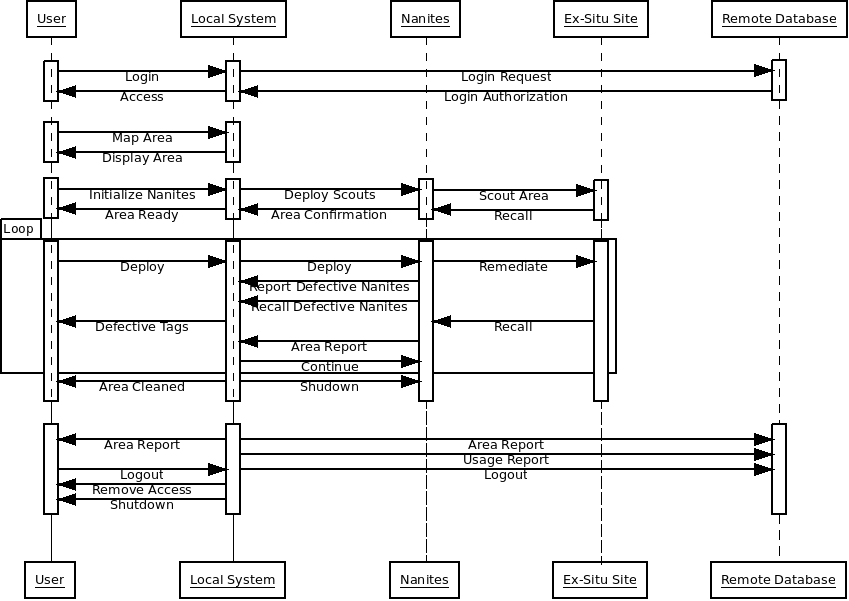 User
Local System
Nanites
Ex-Situ Site
Remote Database
Login
Login Request
Access
Login Authorization
Map Area
Display Area
Initialize Nanites
Deploy Scouts
Scout Area
Area Ready
Area Confirmation
Recall
Loop
Deploy
Deploy
Remediate
Report Defective Nanites
Recall Defective Nanites
Defective Tags
Recall
Area Report
Continue
Area Cleaned
Shudown
Area Report
Area Report
Usage Report
Logout
Logout
Remove Access
Shutdown
User
Local System
Nanites
Ex-Situ Site
Remote Database